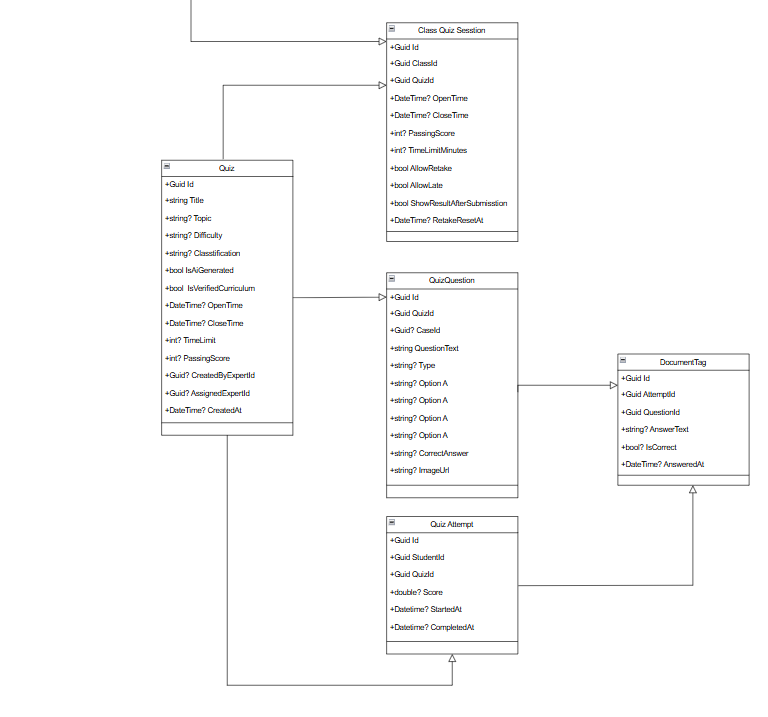 Class Quiz Sesstion
+Guid Id
+Guid ClassId
+Guid QuizId
+DateTime? OpenTime
+DateTime? CloseTime
+int? PassingScore
+int? TimeLimitMinutes
+bool AllowRetake
+bool AllowLate
+bool ShowResultAfterSubmisstion
+DateTime? RetakeResetAt
Quiz
+Guid Id
+string Title
+string? Topic
+string? Difficulty
+string? Classtification
+bool IsAiGenerated
+bool IsVerifiedCurriculum
+DateTime? OpenTime
+DateTime? CloseTime
+int? TimeLimit
+int? PassingScore
+Guid? CreatedByExpertId
+Guid? AssignedExpertId
+DateTime? CreatedAt
QuizQuestion
+Guid Id
+Guid QuizId
+Guid? CaseId
+string QuestionText
+string? Type
+string? Option A
+string? Option A
+string? Option A
+string? Option A
+string? CorrectAnswer
+string? ImageUrl
DocumentTag
+Guid Id
+Guid AttemptId
+Guid QuestionId
+string? AnswerText
+bool? IsCorrect
+DateTime? AnsweredAt
Quiz Attempt
+Guid Id
+Guid StudentId
+Guid QuizId
+double? Score
+Datetime? StartedAt
+Datetime? CompletedAt